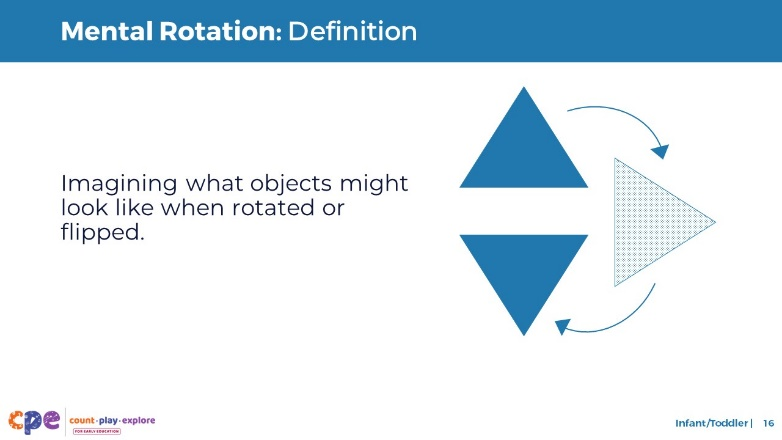 Mental Rotation: Definition
Imagining what objects might
look like when rotated or
flipped.
cpe
count·play·explore
FOR EARLY EDUCATION
Infant/Toddler | 16